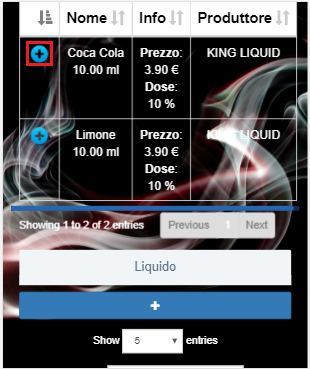 Nome Info Produttore
Coca Cola
10.00 ml
Prezzo:
3.90 €
Dose:
10 %
KING LIQUID
Limone
10.00 ml
Prezzo:
3.90 €
Dose:
10 %
KING LIQUID
Showing 1 to 2 of 2 entries Previous 1 Next
Liquido
+
Show 5 entries